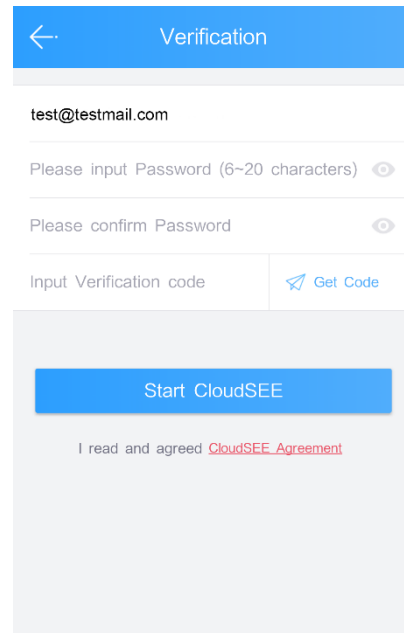 Verification
test@testmail.com
Please input Password (6~20 characters)
Please confirm Password
Input Verification code Get Code
Start CloudSEE
I read and agreed CloudSEE Agreement